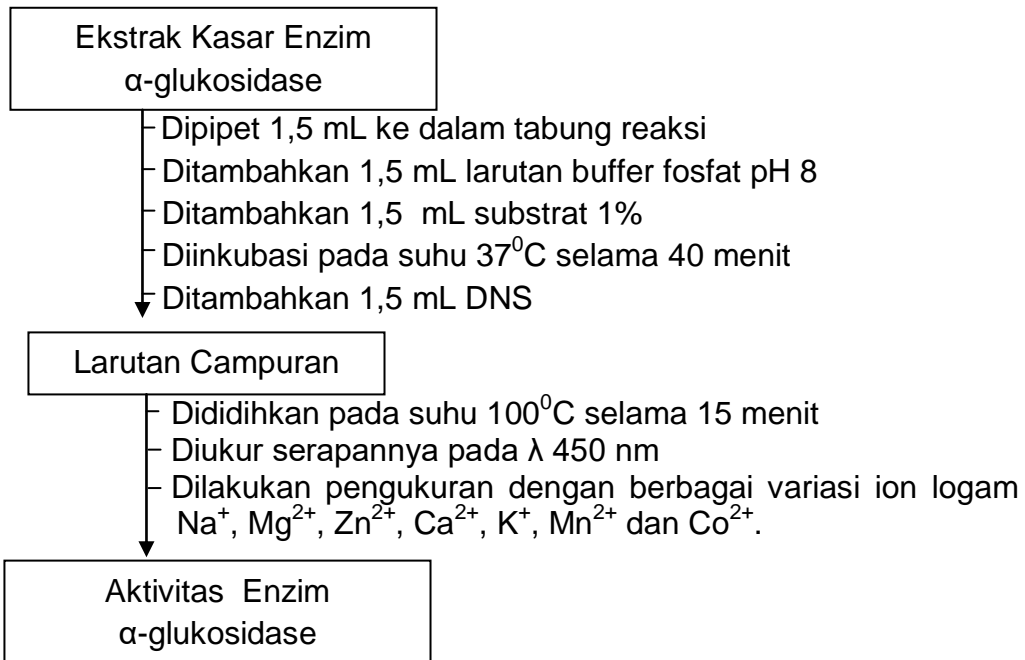 Ekstrak Kasar Enzim
α-glukosidase
Dipipet 1,5 mL ke dalam tabung reaksi
Ditambahkan 1,5 mL larutan buffer fosfat pH 8
Ditambahkan 1,5 mL substrat 1%
Diinkubasi pada suhu 37⁰C selama 40 menit
Ditambahkan 1,5 mL DNS
Larutan Campuran
Dididihkan pada suhu 100⁰C selama 15 menit
Diukur serapannya pada λ 450 nm
Dilakukan pengukuran dengan berbagai variasi ion logam
Na⁺, Mg²⁺, Zn²⁺, Ca²⁺, K⁺, Mn²⁺ dan Co²⁺.
Aktivitas Enzim
α-glukosidase